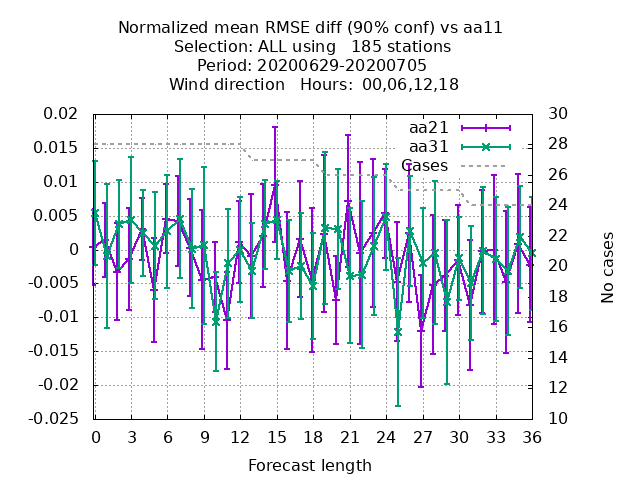 Normalized mean RMSE diff (90% conf) vs aa11
Selection: ALL using   185 stations
Period: 20200629-20200705
Wind direction   Hours:  00,06,12,18
aa21
aa31
Cases
0.02
0.015
0.01
0.005
0
-0.005
-0.01
-0.015
-0.02
-0.025
30
28
26
24
22
20
18
16
14
12
10
No cases
0 3 6 9 12 15 18 21 24 27 30 33 36
Forecast length